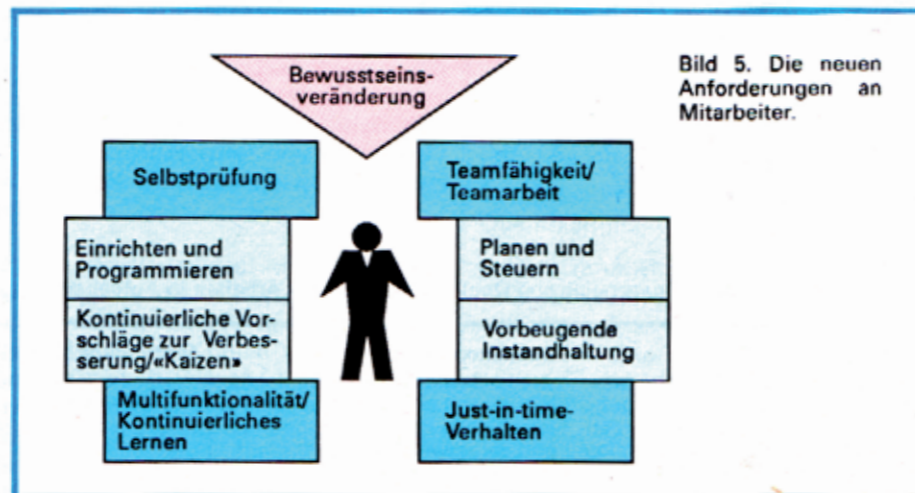 Bewusstseins-
veränderung
Bild 5. Die neuen
Anforderungen an
Mitarbeiter.
Selbstprüfung
Teamfähigkeit/
Teamarbeit
Einrichten und
Programmieren
Planen und
Steuern
Kontinuierliche Vor-
schläge zur Verbes-
serung/«Kaizen»
Vorbeugende
Instandhaltung
Multifunktionalität/
Kontinuierliches
Lernen
Just-in-time-
Verhalten